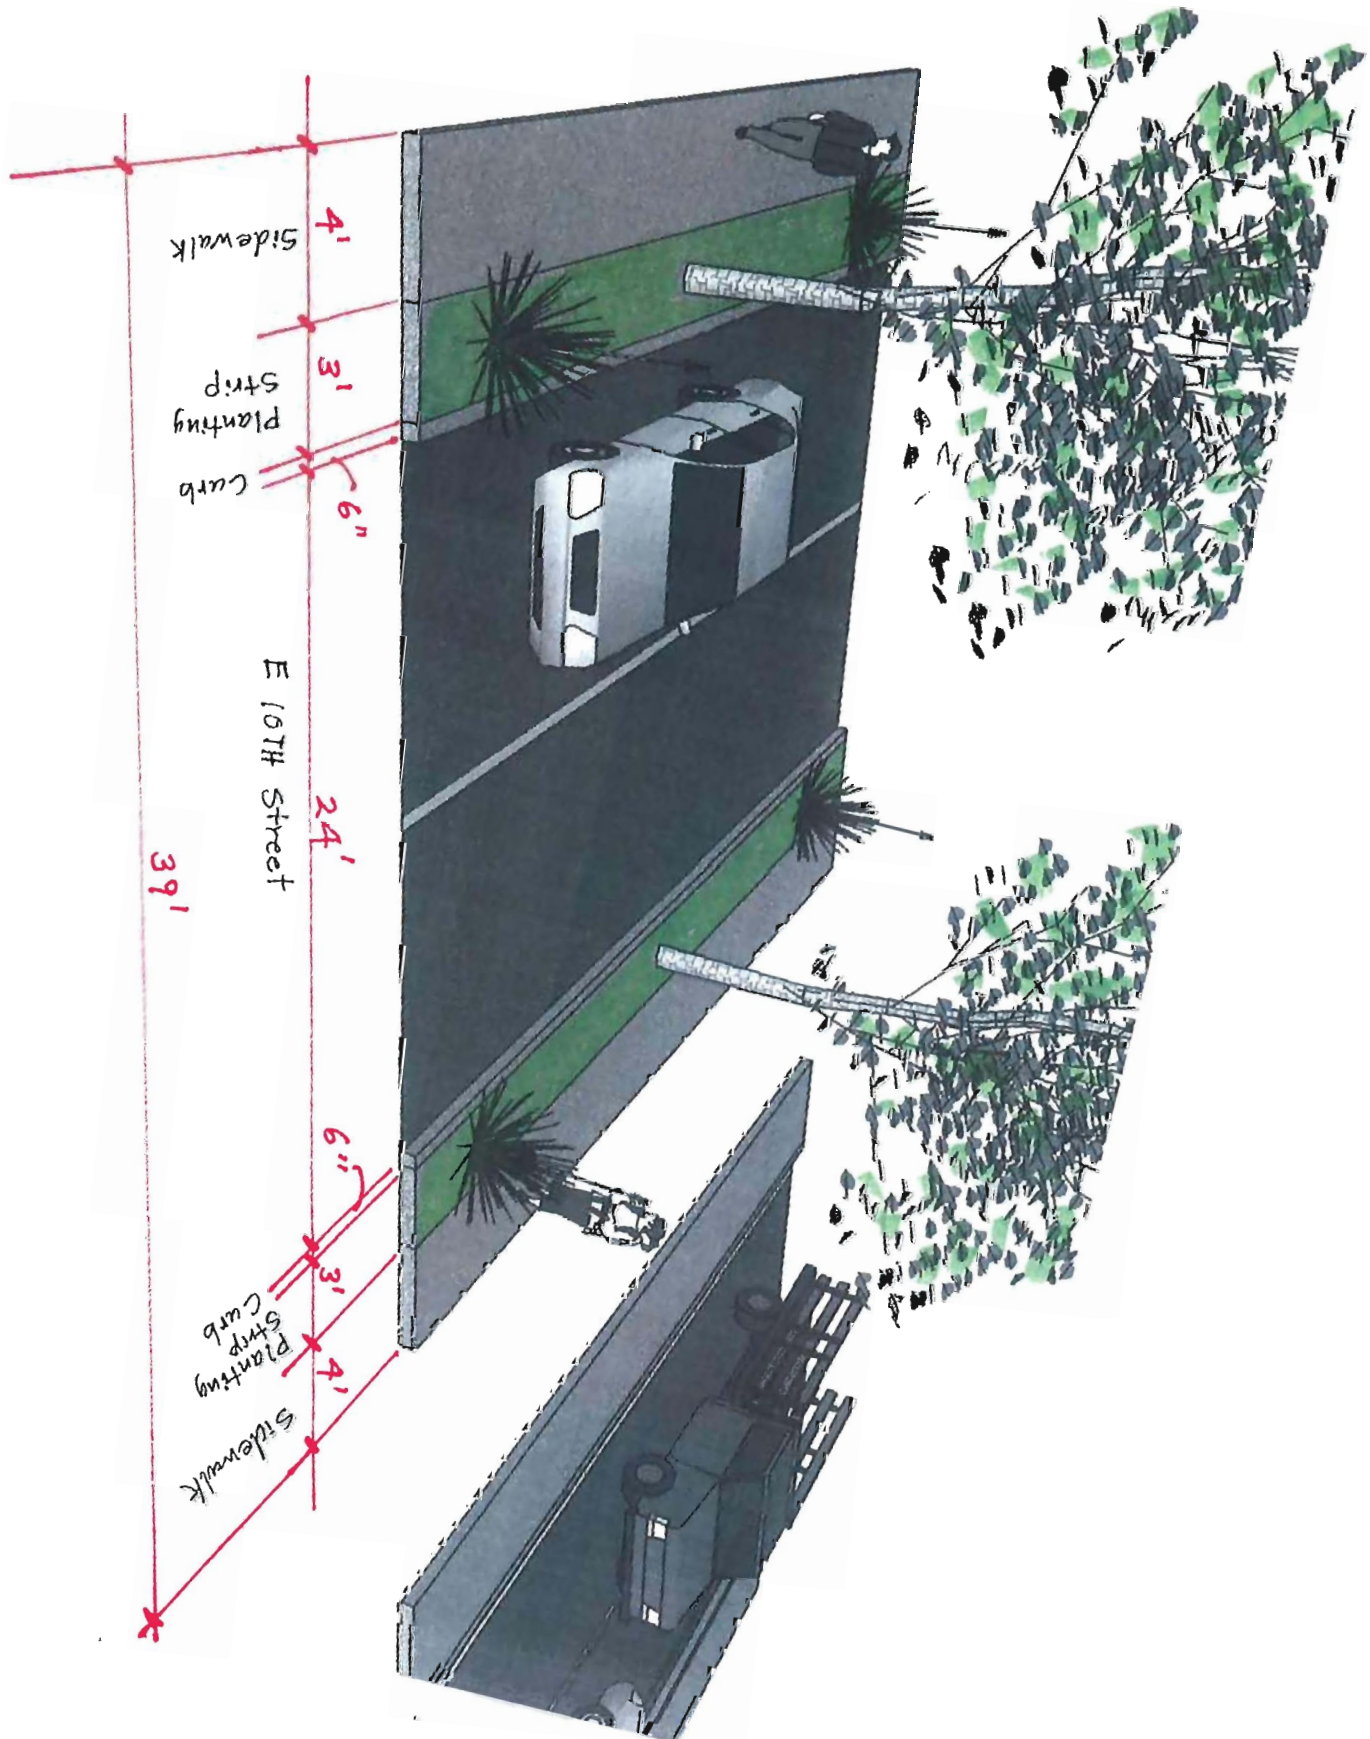 4'
Sidewalk
3'
Planting
Strip
6"
Curb
24'
E 10TH Street
6"
Curb
3'
Planting
Strip
4'
Sidewalk
39'